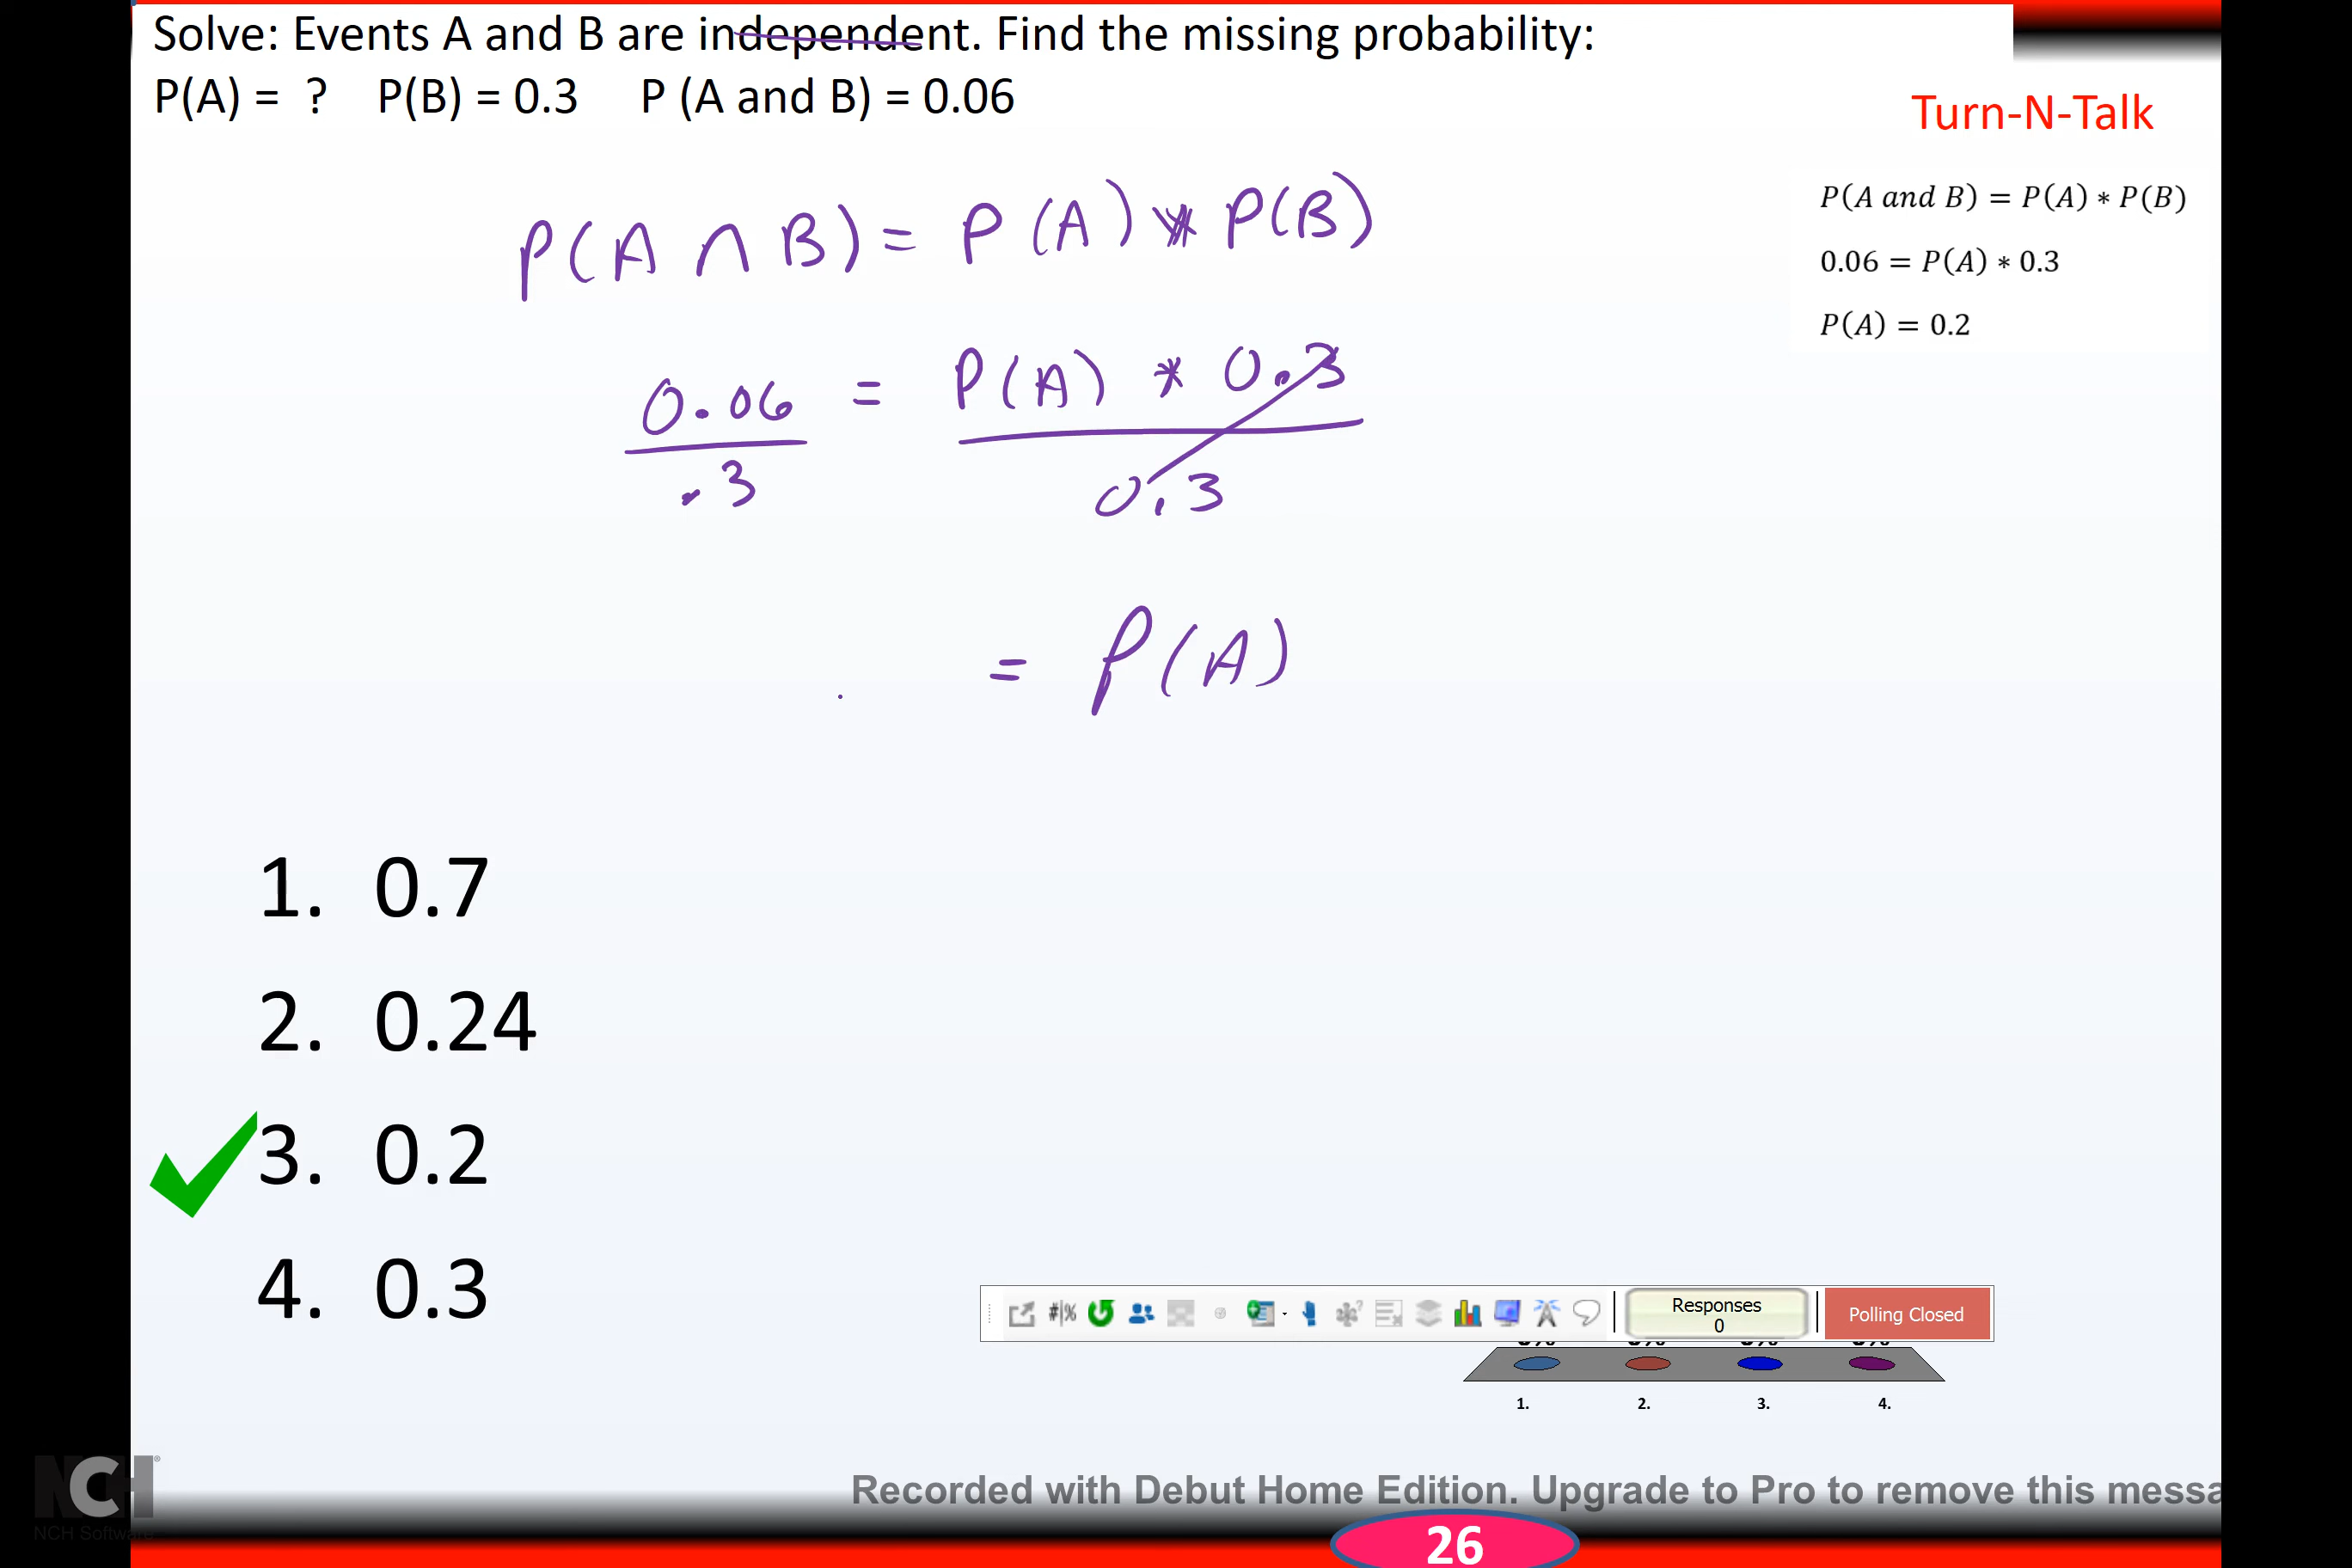 Solve: Events A and B are independent. Find the missing probability:
P(A) = ? P(B) = 0.3 P (A and B) = 0.06
Turn-N-Talk
P(A and B) = P(A) * P(B)
0.06 = P(A) * 0.3
P(A) = 0.2
P(A ∩ B) = P(A) * P(B)
0.06 = P(A) * 0.3
.3 0.3
= P(A)
1. 0.7
2. 0.24
3. 0.2
4. 0.3
#|%
Responses
0
Polling Closed
1. 2. 3. 4.
NCH®
NCH Software
Recorded with Debut Home Edition. Upgrade to Pro to remove this messa
26